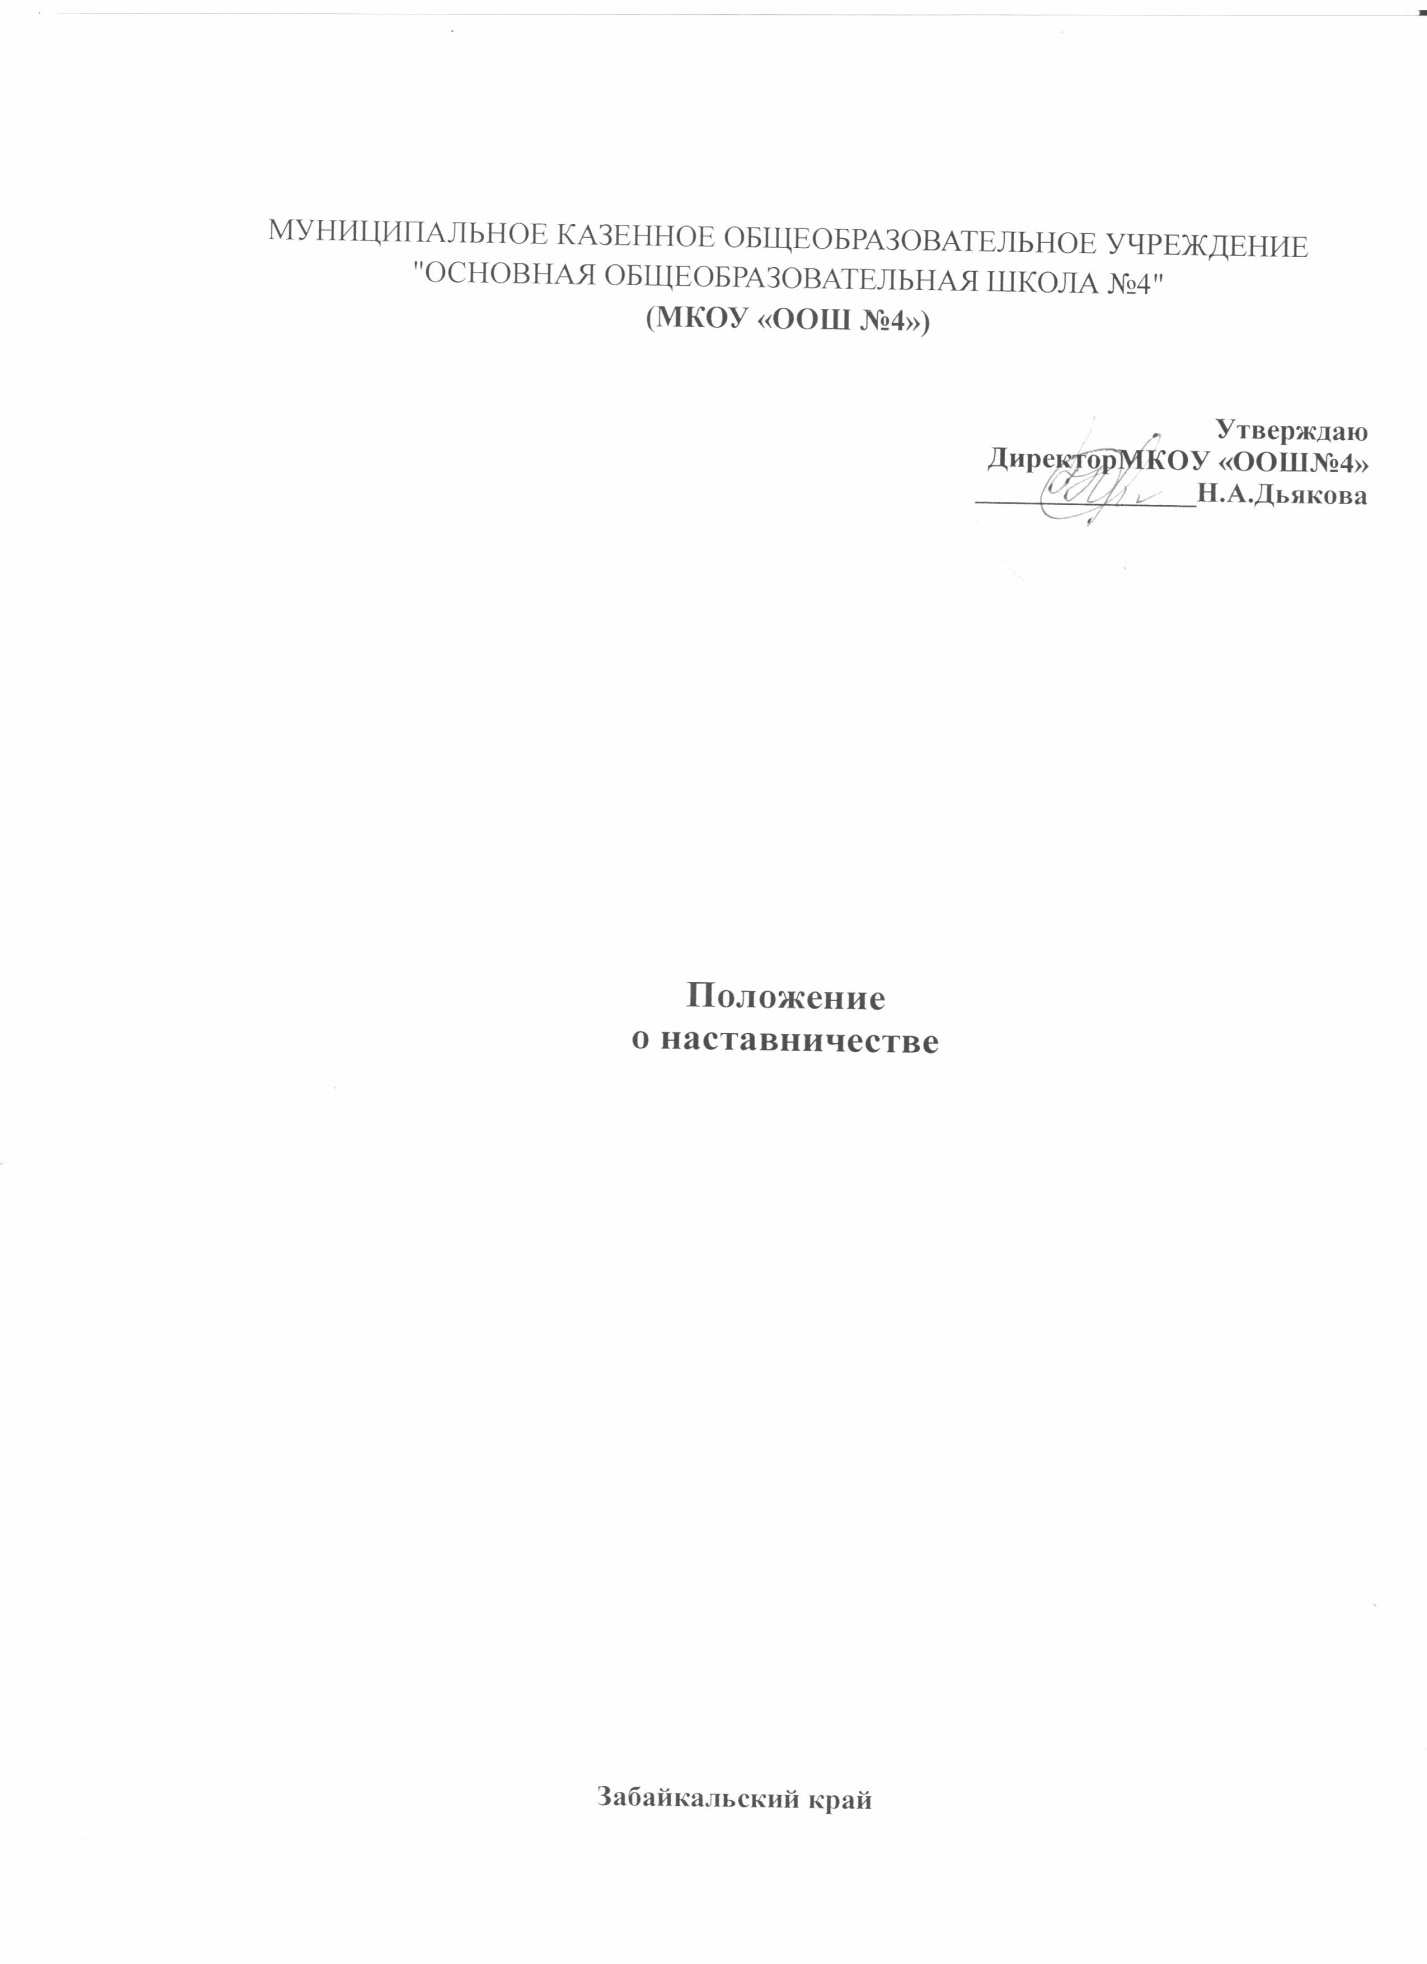 МУНИЦИПАЛЬНОЕ КАЗЕННОЕ ОБЩЕОБРАЗОВАТЕЛЬНОЕ УЧРЕЖДЕНИЕ
"ОСНОВНАЯ ОБЩЕОБРАЗОВАТЕЛЬНАЯ ШКОЛА №4"
(МКОУ «ООШ №4»)
Утверждаю
ДиректорМКОУ «ООШ№4»
________________Н.А.Дьякова
Положение
о наставничестве
Забайкальский край